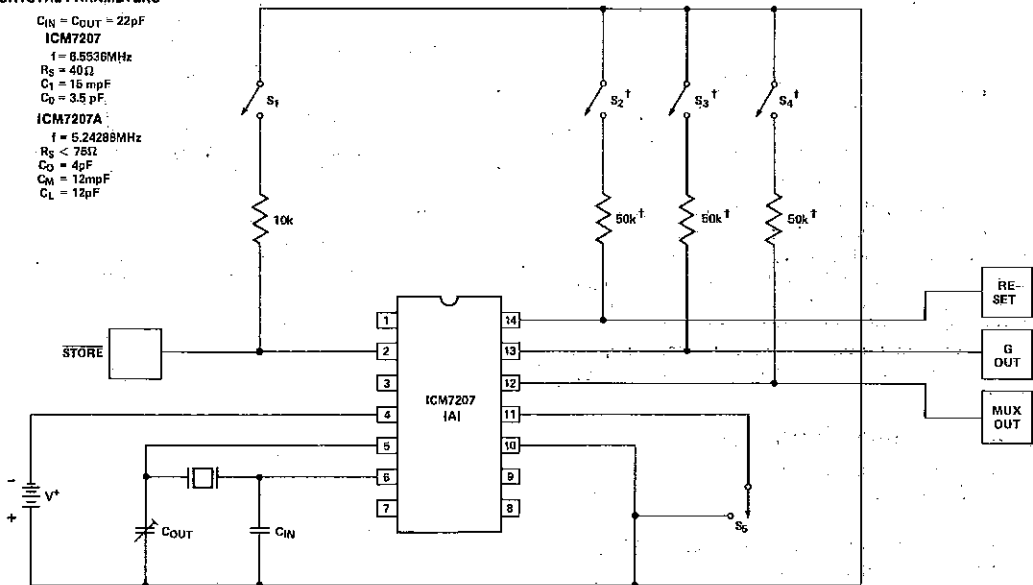 CIN = COUT = 22pF
ICM7207
f = 6.5536MHz
RS = 40Ω
C1 = 15 mpF
C0 = 3.5 pF
ICM7207A
f = 5.24288MHz
RS < 75Ω
CO = 4pF
CM = 12mpF
CL = 12pF
S1
S2†
S3†
S4†
10k
50k†
50k†
50k†
STORE
1
2
3
4
5
6
7
ICM7207
(A)
14
13
12
11
10
9
8
RE-
SET
G
OUT
MUX
OUT
S5
-
V+
+
COUT
CIN